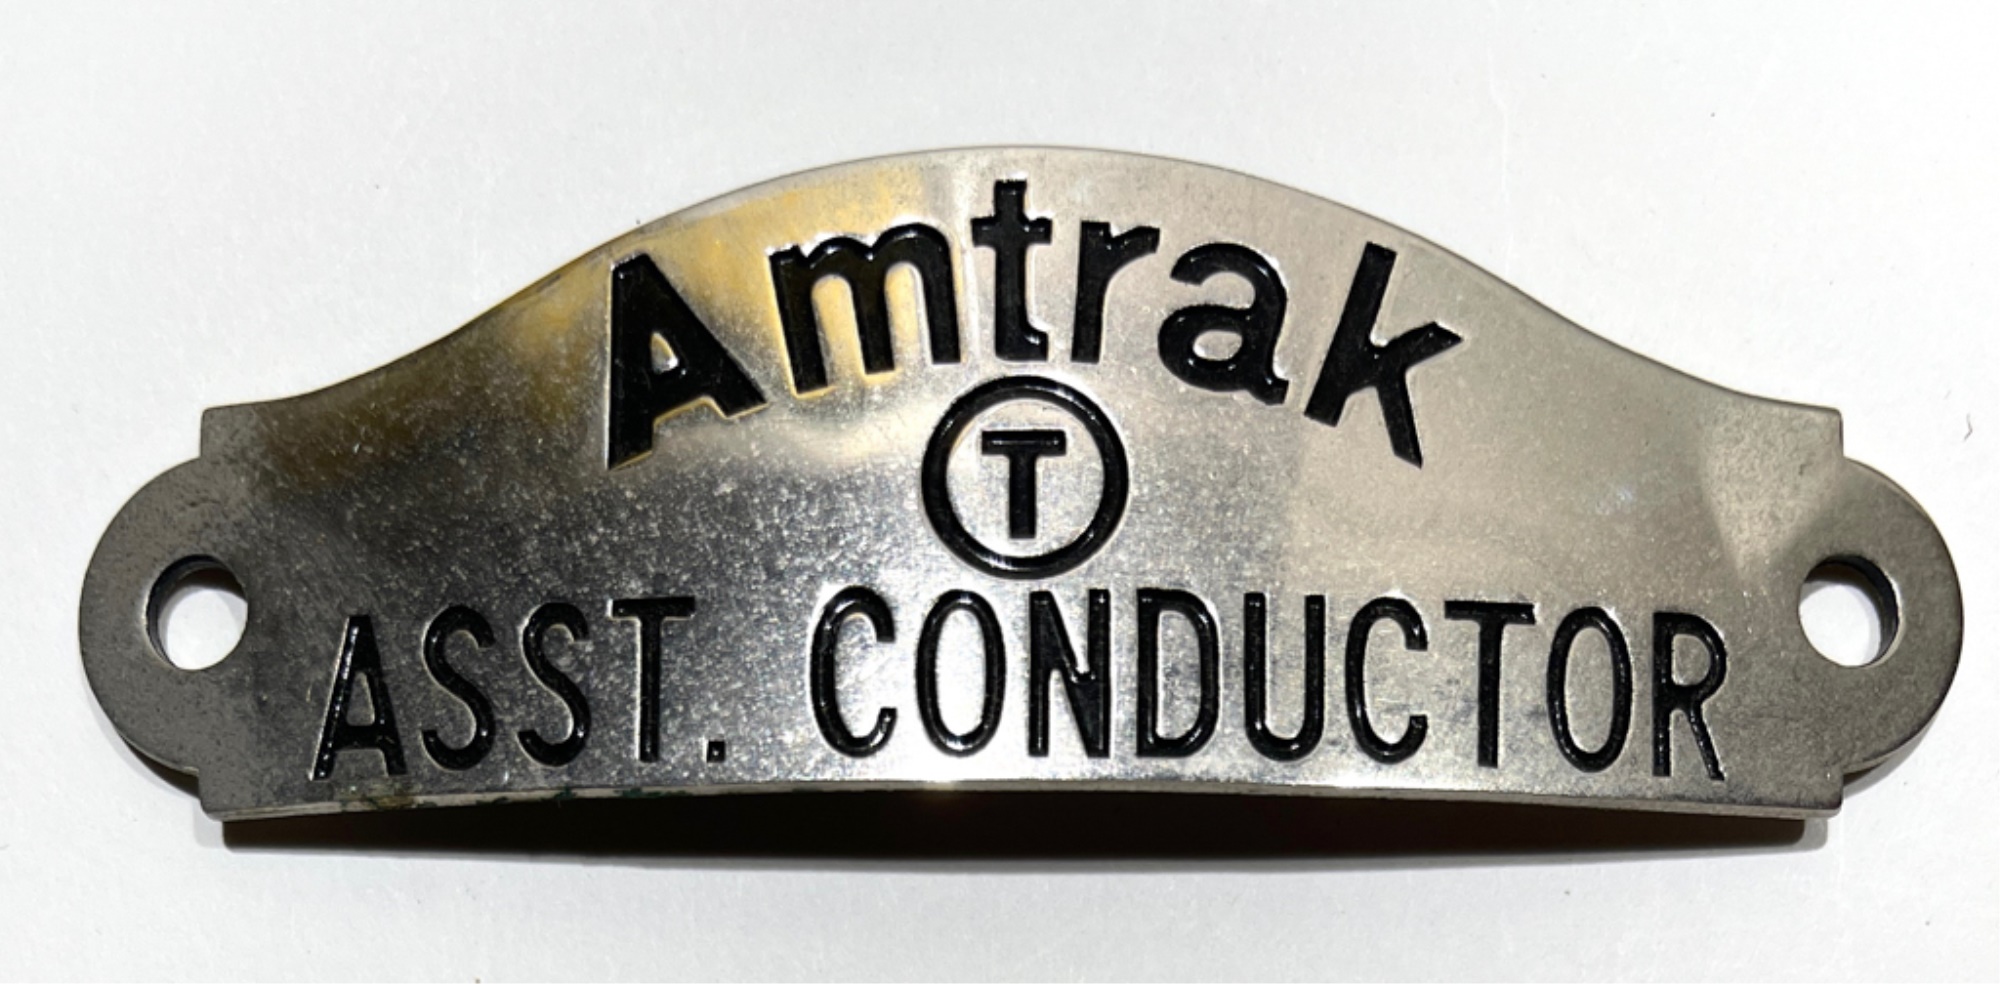 Amtrak
T
ASST. CONDUCTOR